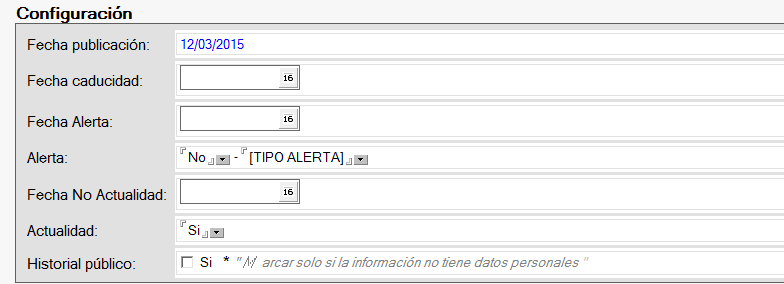 Configuración
Fecha publicación: 12/03/2015
Fecha caducidad: 16
Fecha Alerta: 16
Alerta: No - [TIPO ALERTA]
Fecha No Actualidad: 16
Actualidad: Si
Historial público: Si * "Marcar solo si la información no tiene datos personales "